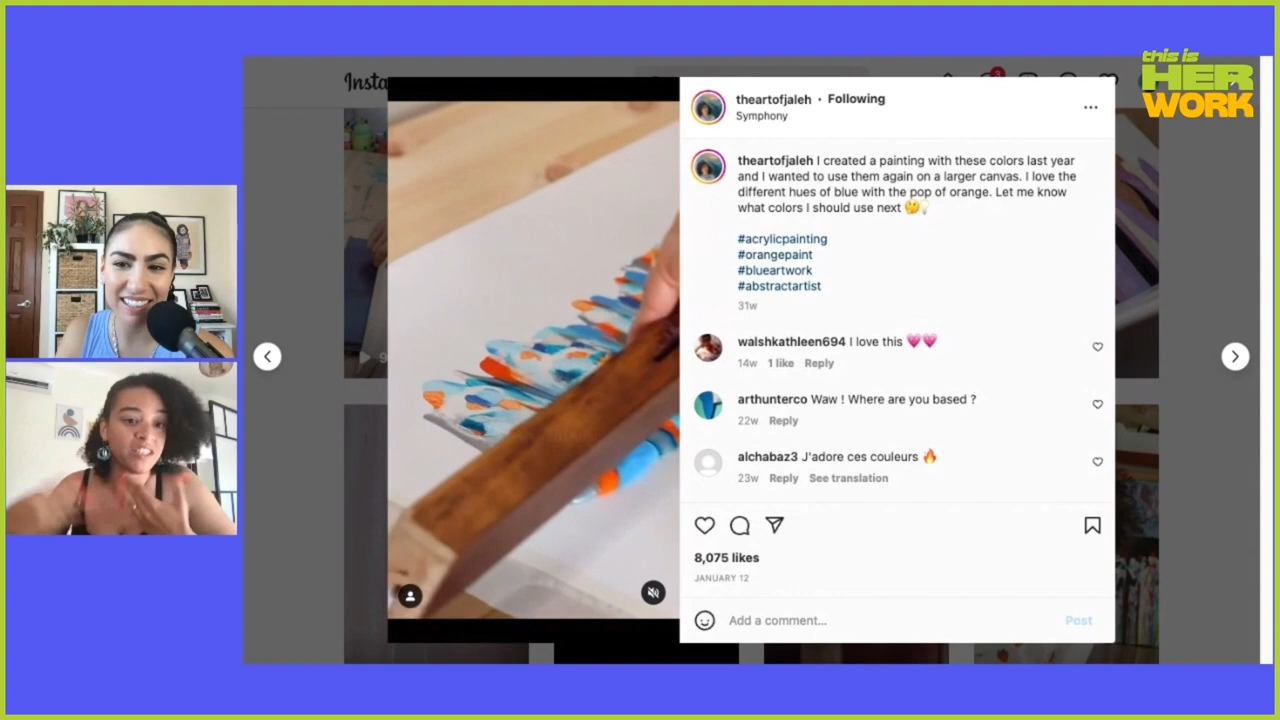 this is
HER
WORK
Insta
3
theartofjaleh · Following
Symphony
...
theartofjaleh I created a painting with these colors last year
and I wanted to use them again on a larger canvas. I love the
different hues of blue with the pop of orange. Let me know
what colors I should use next 🤔💡
#acrylicpainting
#orangepaint
#blueartwork
#abstractartist
31w
walshkathleen694 I love this 💗💗
14w 1 like Reply
arthunterco Waw ! Where are you based ?
22w Reply
alchabaz3 J'adore ces couleurs 🔥
23w Reply See translation
8,075 likes
JANUARY 12
Add a comment...
Post
9